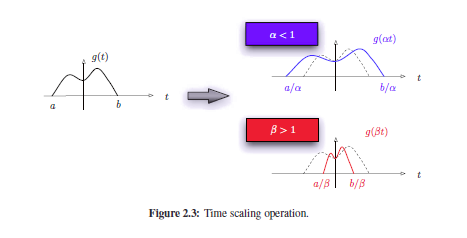 g(t)
t
a
b
α < 1
g(αt)
t
a/α
b/α
β > 1
g(βt)
t
a/β
b/β
Figure 2.3: Time scaling operation.